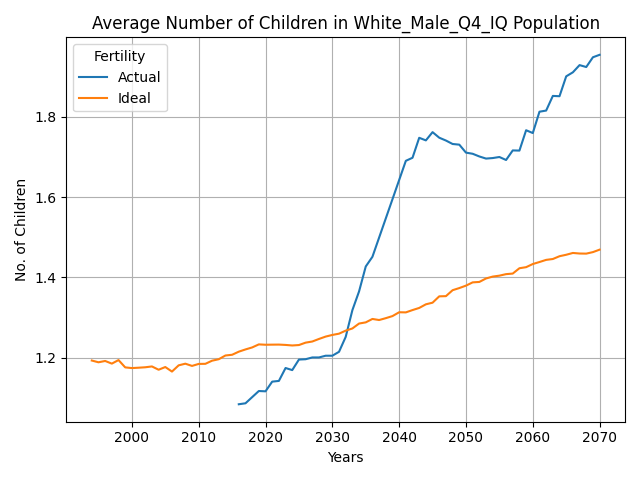 Average Number of Children in White_Male_Q4_IQ Population
Fertility
Actual
Ideal
No. of Children
1.8
1.6
1.4
1.2
2000 2010 2020 2030 2040 2050 2060 2070
Years